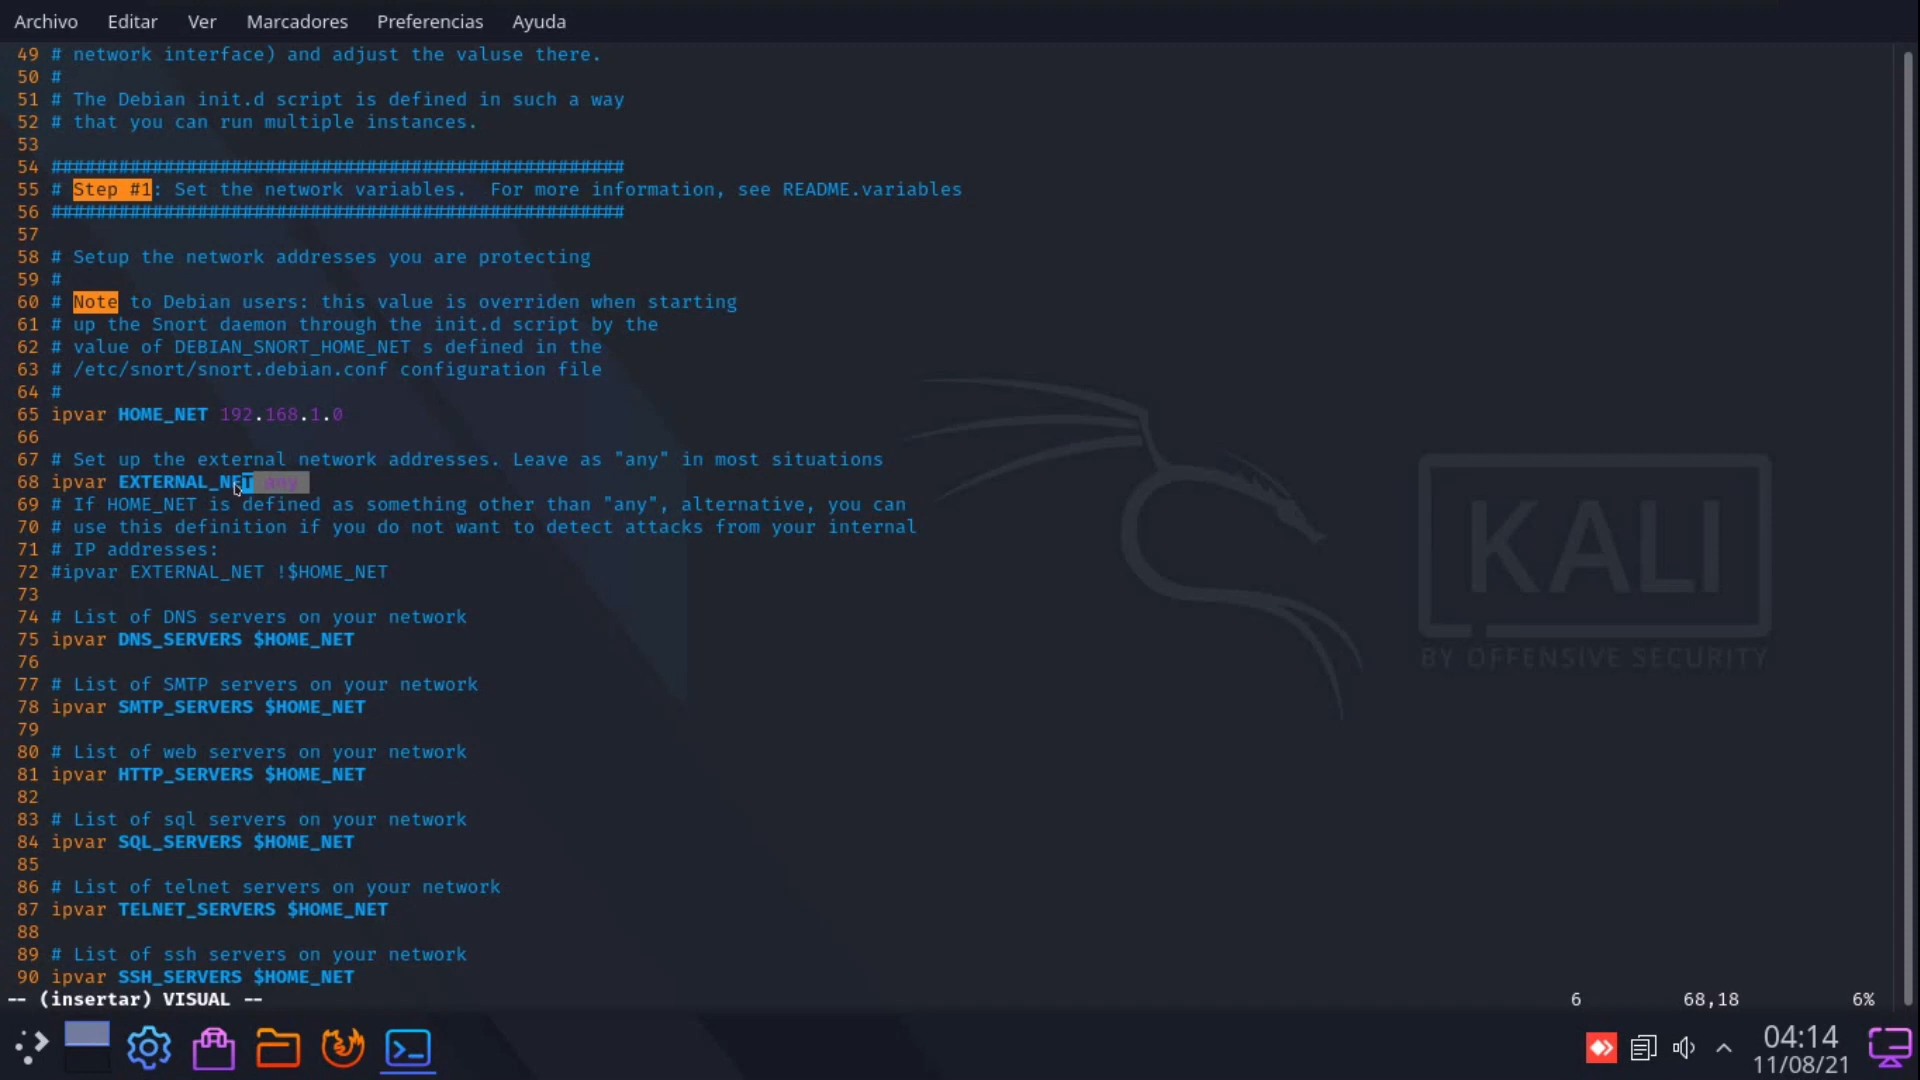 Archivo Editar Ver Marcadores Preferencias Ayuda
49 # network interface) and adjust the valuse there.
50 #
51 # The Debian init.d script is defined in such a way
52 # that you can run multiple instances.
53
54 ###################################################
55 # Step #1: Set the network variables.  For more information, see README.variables
56 ###################################################
57
58 # Setup the network addresses you are protecting
59 #
60 # Note to Debian users: this value is overriden when starting
61 # up the Snort daemon through the init.d script by the
62 # value of DEBIAN_SNORT_HOME_NET s defined in the
63 # /etc/snort/snort.debian.conf configuration file
64 #
65 ipvar HOME_NET 192.168.1.0
66
67 # Set up the external network addresses. Leave as "any" in most situations
68 ipvar EXTERNAL_NET any
69 # If HOME_NET is defined as something other than "any", alternative, you can
70 # use this definition if you do not want to detect attacks from your internal
71 # IP addresses:
72 #ipvar EXTERNAL_NET !$HOME_NET
73
74 # List of DNS servers on your network
75 ipvar DNS_SERVERS $HOME_NET
76
77 # List of SMTP servers on your network
78 ipvar SMTP_SERVERS $HOME_NET
79
80 # List of web servers on your network
81 ipvar HTTP_SERVERS $HOME_NET
82
83 # List of sql servers on your network
84 ipvar SQL_SERVERS $HOME_NET
85
86 # List of telnet servers on your network
87 ipvar TELNET_SERVERS $HOME_NET
88
89 # List of ssh servers on your network
90 ipvar SSH_SERVERS $HOME_NET
-- (insertar) VISUAL -- 6 68,18 6%
KALI
BY OFFENSIVE SECURITY
04:14
11/08/21